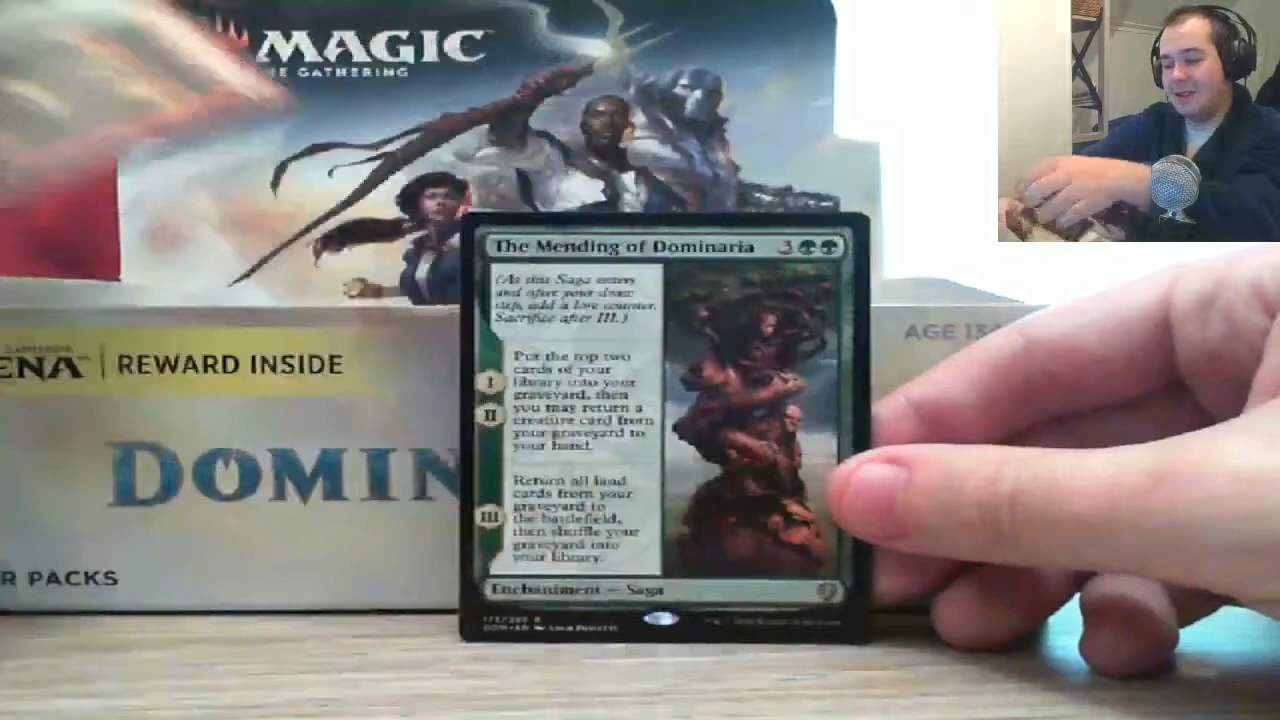 MAGIC
THE GATHERING
ENA
REWARD INSIDE
AGE 13+
DOMIN
R PACKS
The Mending of Dominaria 3
(As this Saga enters
and after your draw
step, add a lore counter.
Sacrifice after III.)
I
II
Put the top two
cards of your
library into your
graveyard, then
you may return a
creature card from
your graveyard to
your hand.
III
Return all land
cards from your
graveyard to
the battlefield,
then shuffle your
graveyard into
your library.
Enchantment — Saga